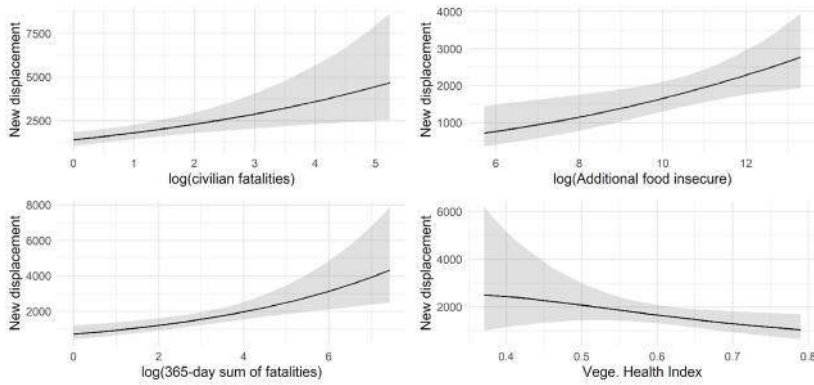 7500
5000
2500
New displacement
0 1 2 3 4 5
log(civilian fatalities)
4000
3000
2000
1000
New displacement
6 8 10 12
log(Additional food insecure)
8000
6000
4000
2000
New displacement
0 2 4 6
log(365-day sum of fatalities)
6000
4000
2000
New displacement
0.4 0.5 0.6 0.7 0.8
Vege. Health Index